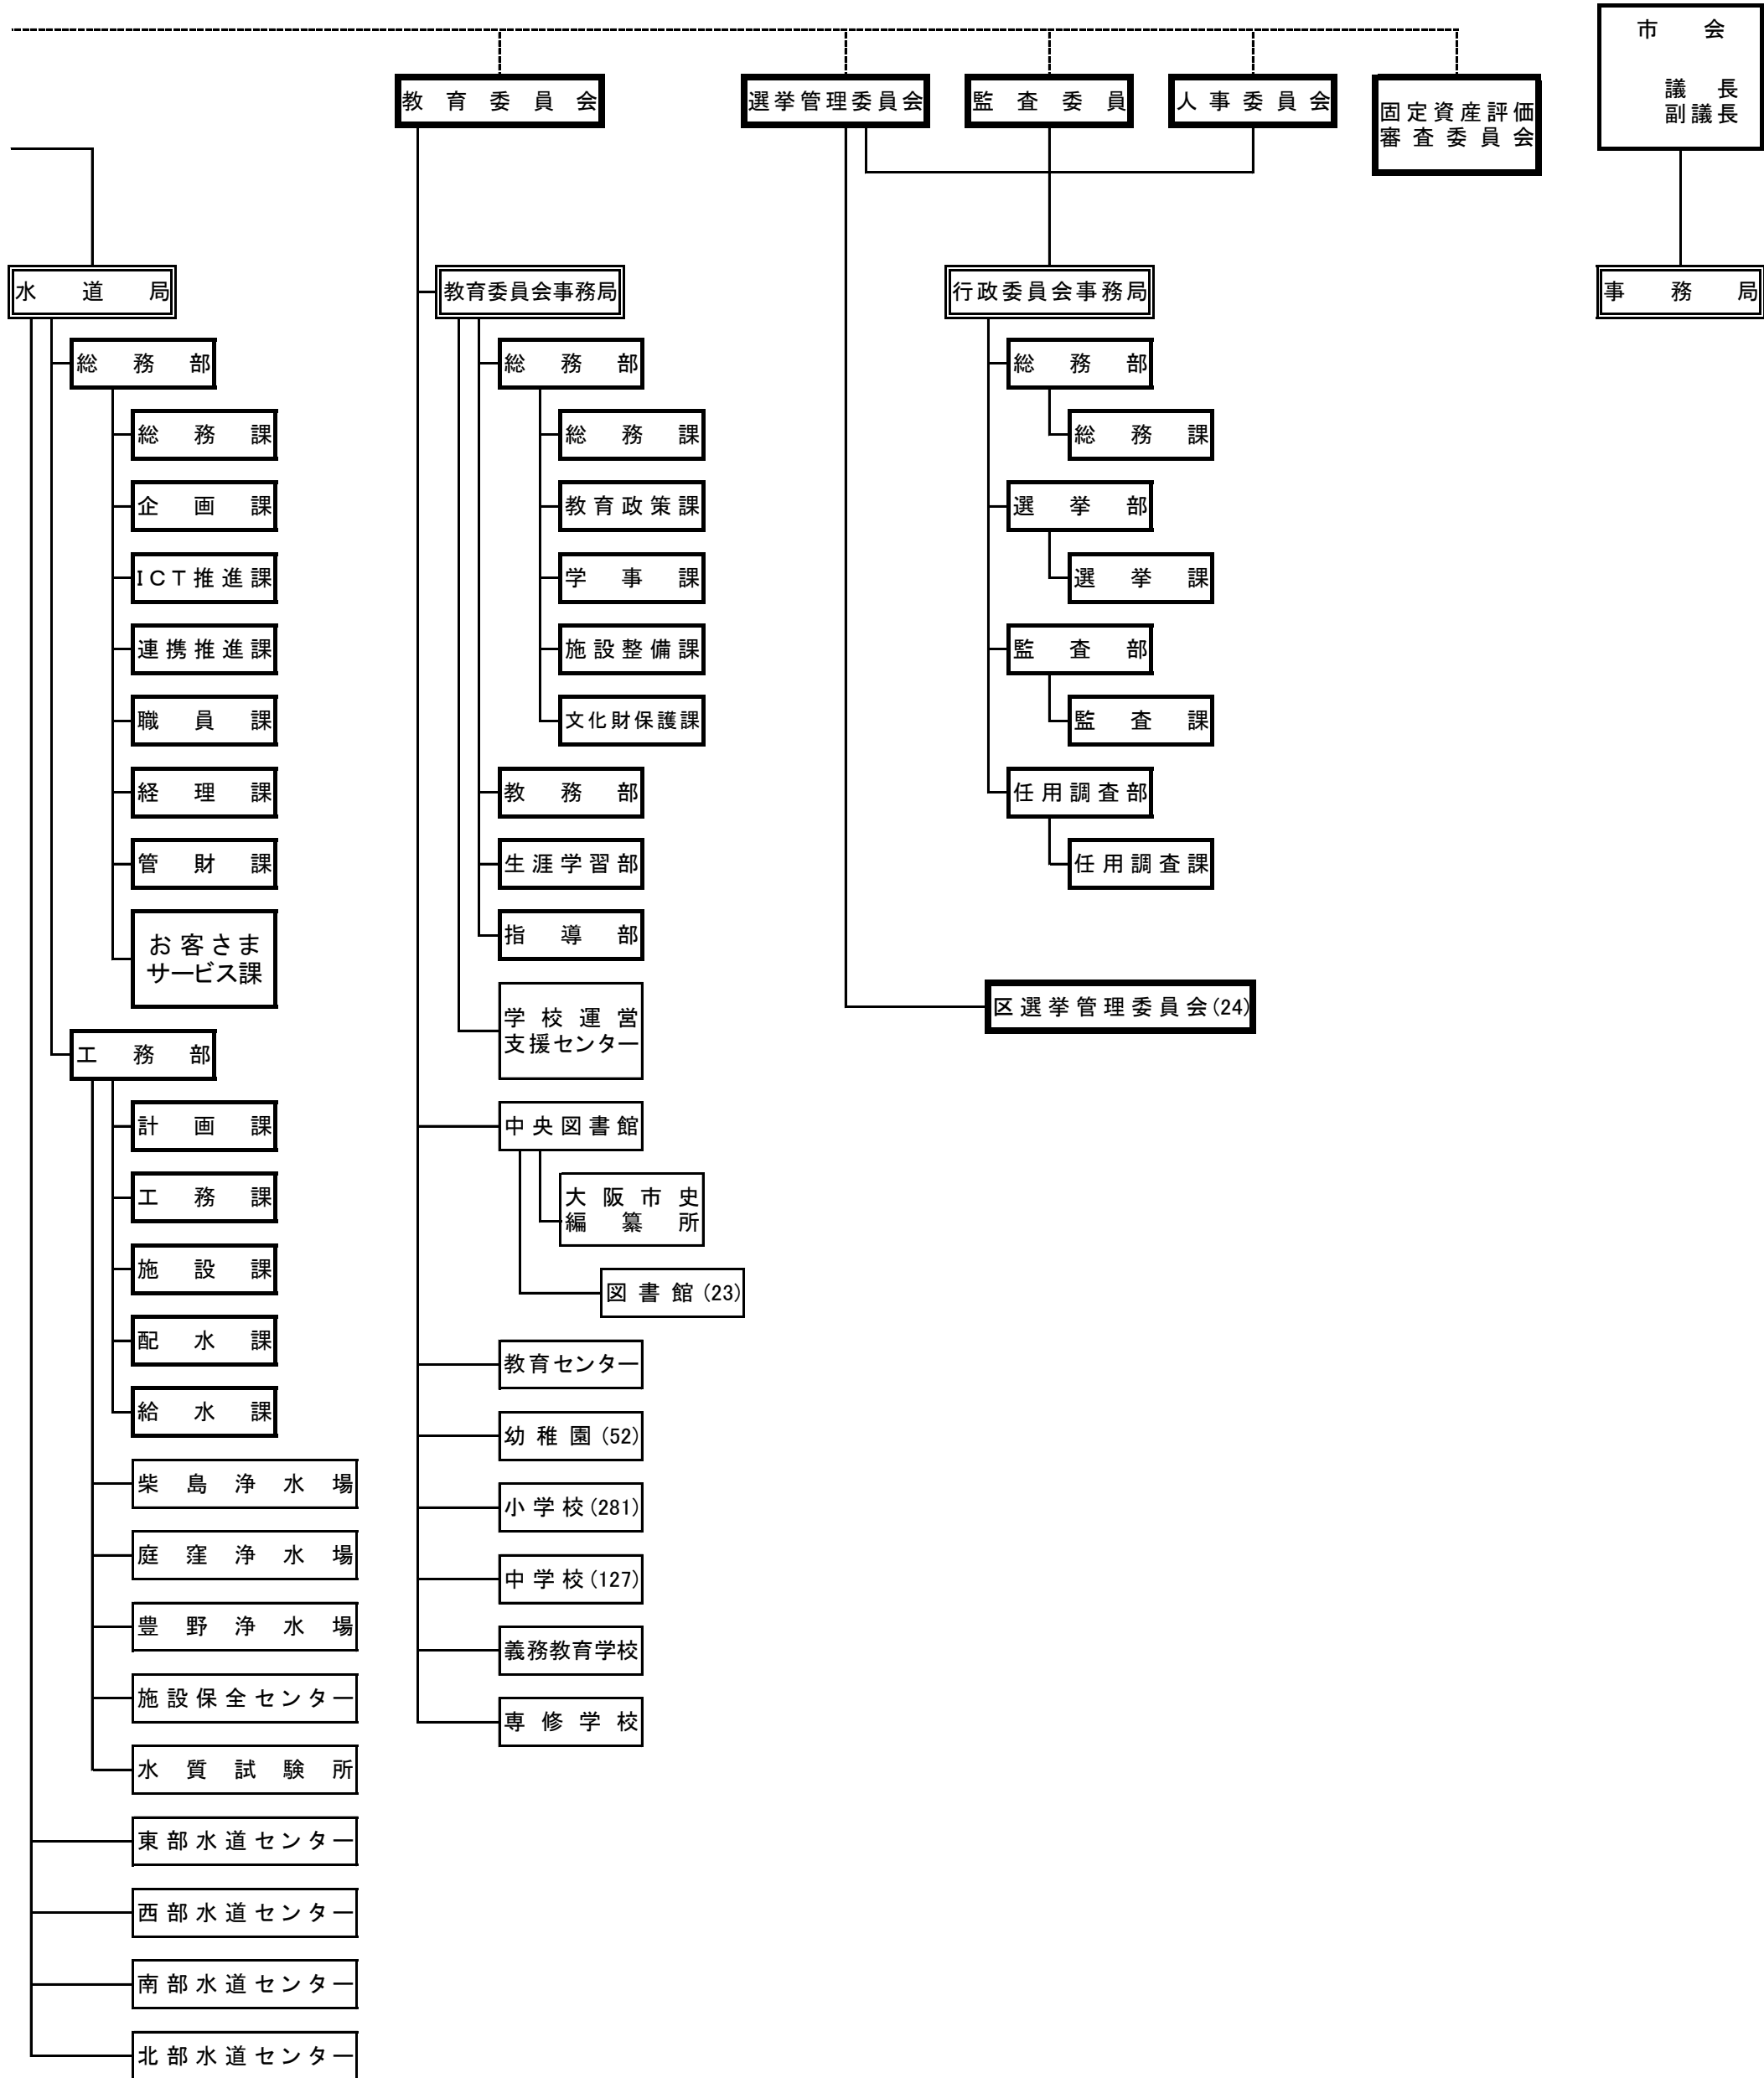 市会
議長
副議長
教育委員会
選挙管理委員会
監査委員
人事委員会
固定資産評価
審査委員会
水道局
教育委員会事務局
行政委員会事務局
事務局
総務部
総務課
企画課
ICT推進課
連携推進課
職員課
経理課
管財課
お客さま
サービス課
工務部
計画課
工務課
施設課
配水課
給水課
柴島浄水場
庭窪浄水場
豊野浄水場
施設保全センター
水質試験所
東部水道センター
西部水道センター
南部水道センター
北部水道センター
総務部
総務課
教育政策課
学事課
施設整備課
文化財保護課
教務部
生涯学習部
指導部
学校運営
支援センター
中央図書館
大阪市史
編纂所
図書館(23)
教育センター
幼稚園(52)
小学校(281)
中学校(127)
義務教育学校
専修学校
総務部
総務課
選挙部
選挙課
監査部
監査課
任用調査部
任用調査課
区選挙管理委員会(24)